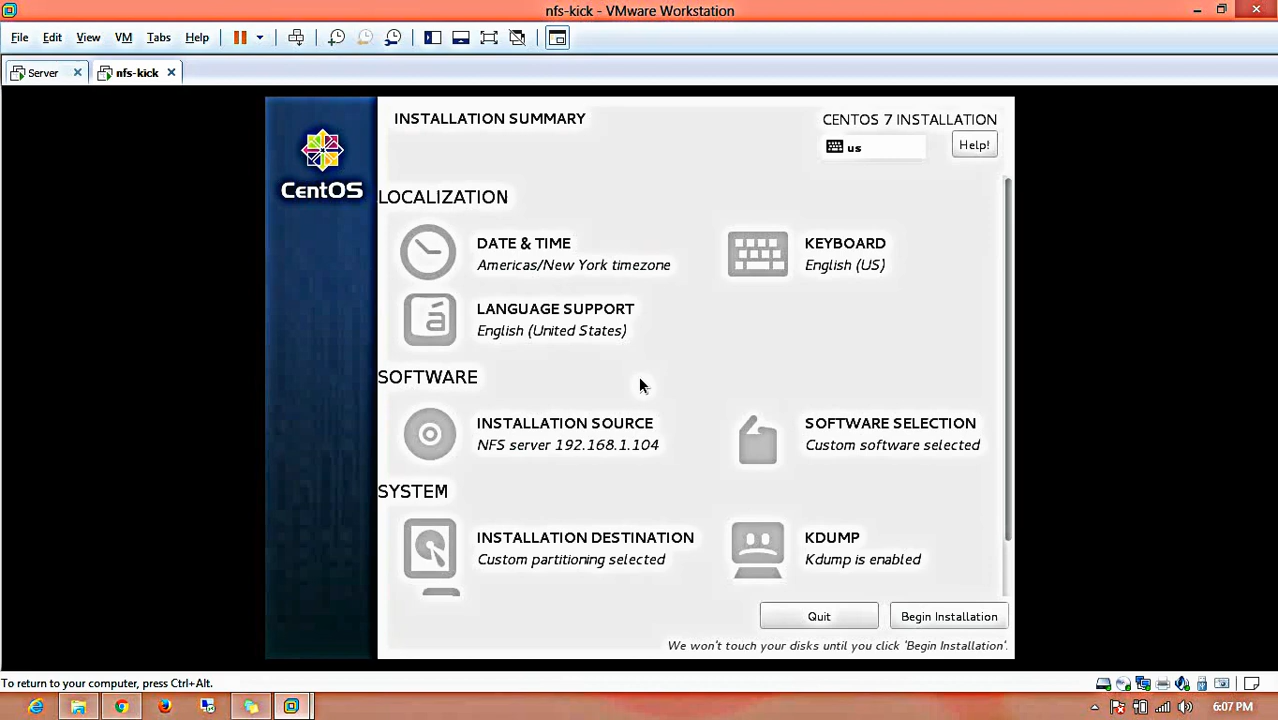 nfs-kick - VMware Workstation
File Edit View VM Tabs Help
Server nfs-kick
INSTALLATION SUMMARY
CENTOS 7 INSTALLATION
us
Help!
CentOS
LOCALIZATION
DATE & TIME
Americas/New York timezone
KEYBOARD
English (US)
LANGUAGE SUPPORT
English (United States)
SOFTWARE
INSTALLATION SOURCE
NFS server 192.168.1.104
SOFTWARE SELECTION
Custom software selected
SYSTEM
INSTALLATION DESTINATION
Custom partitioning selected
KDUMP
Kdump is enabled
Quit
Begin Installation
We won't touch your disks until you click 'Begin Installation'.
To return to your computer, press Ctrl+Alt.
6:07 PM